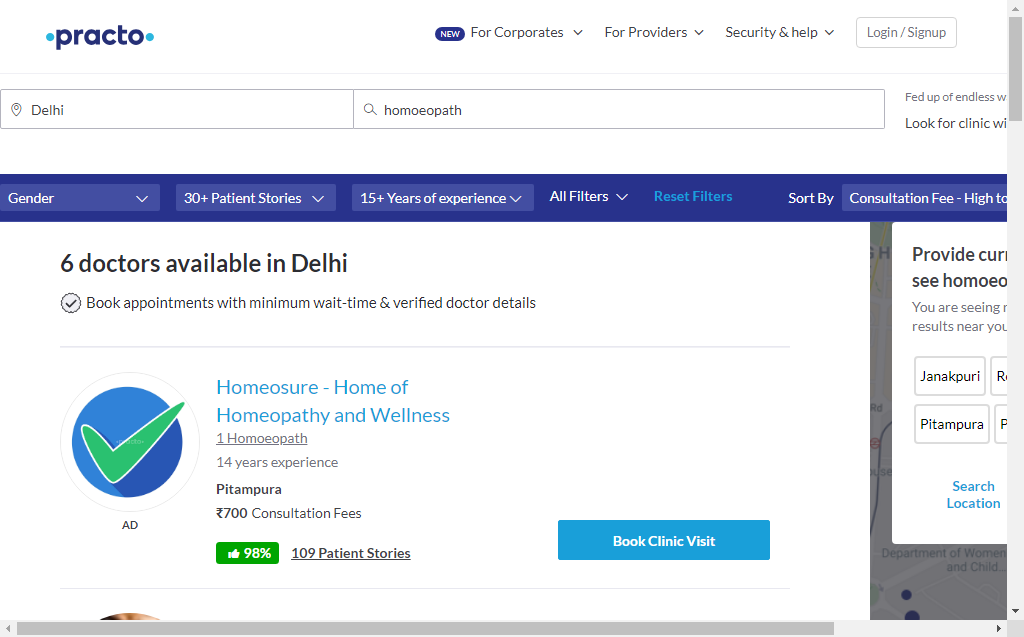 practo
NEW For Corporates
For Providers
Security & help
Login / Signup
Delhi
homoeopath
Fed up of endless w
Look for clinic wi
Gender
30+ Patient Stories
15+ Years of experience
All Filters
Reset Filters
Sort By
Consultation Fee - High to
6 doctors available in Delhi
Book appointments with minimum wait-time & verified doctor details
Homeosure - Home of
Homeopathy and Wellness
1 Homoeopath
14 years experience
Pitampura
₹700 Consultation Fees
AD
98% 109 Patient Stories
Book Clinic Visit
Provide curr
see homoeo
You are seeing r
results near you
Janakpuri
Pitampura
Search
Location
Rd
Department of Women
and Child...